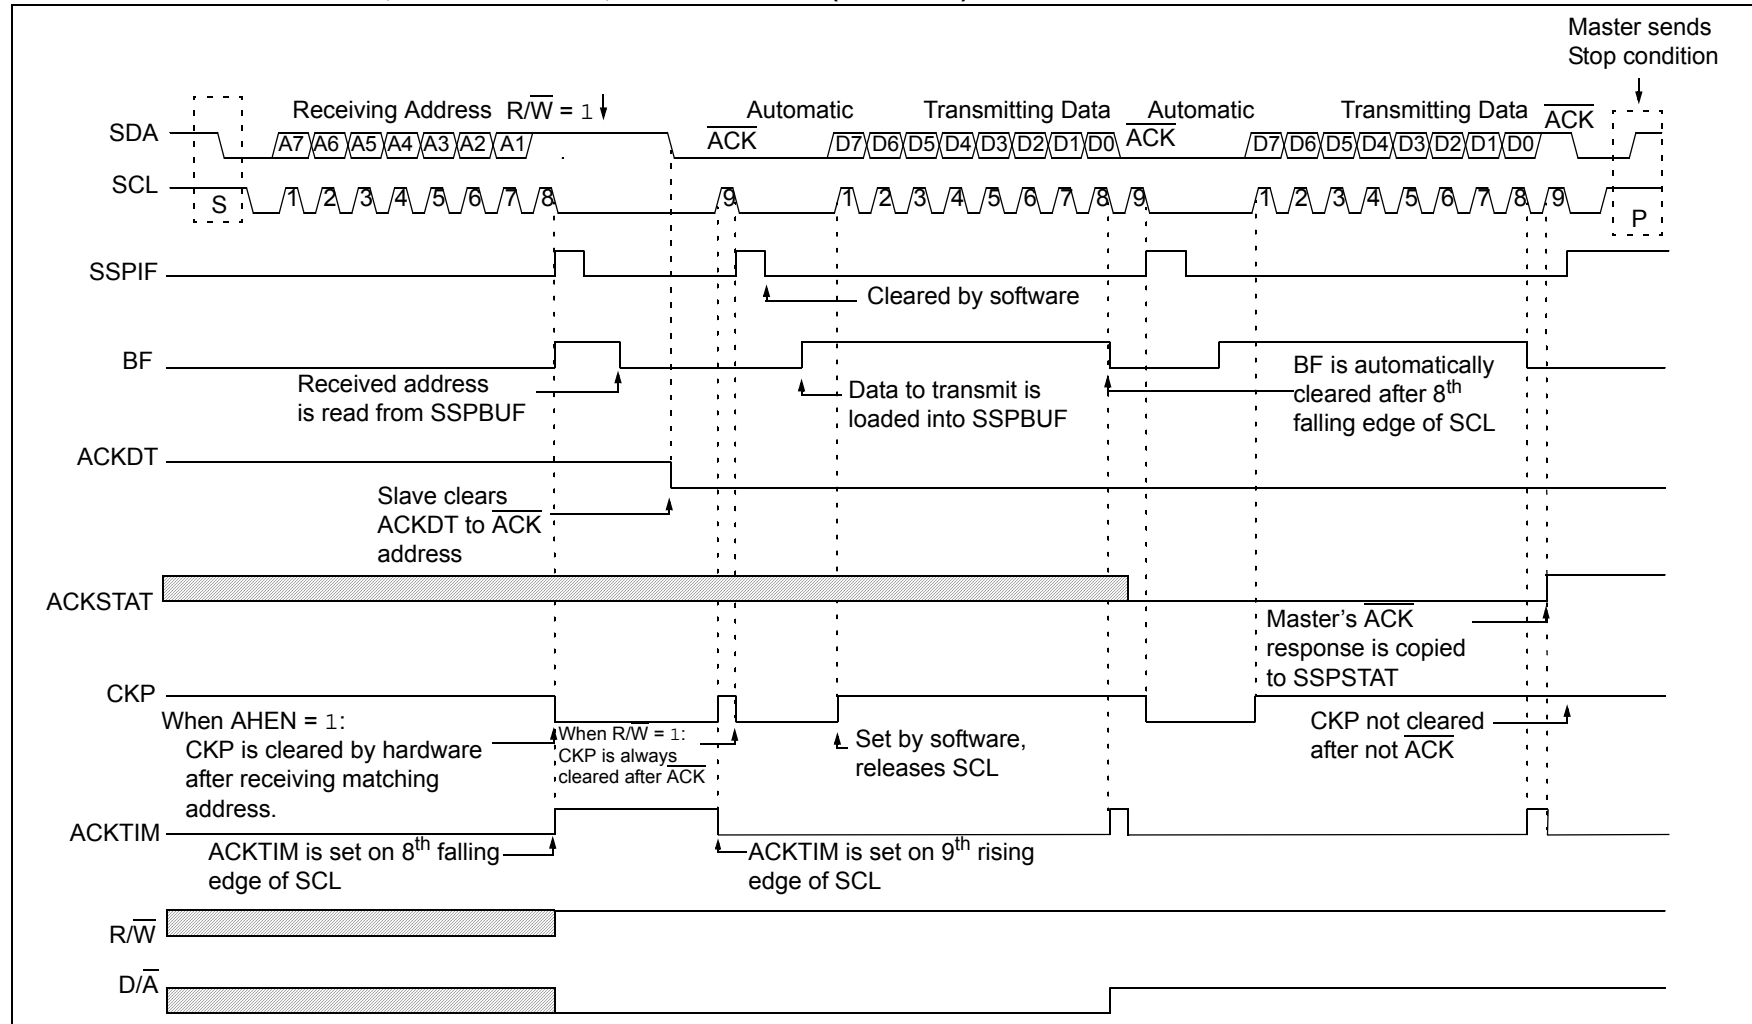 Master sends
Stop condition
Receiving Address R/W̅ = 1
Automatic
Transmitting Data
Automatic
Transmitting Data
A̅C̅K̅
SDA
A7 A6 A5 A4 A3 A2 A1
A̅C̅K̅
D7 D6 D5 D4 D3 D2 D1 D0
A̅C̅K̅
D7 D6 D5 D4 D3 D2 D1 D0
SCL
S
1 2 3 4 5 6 7 8
9
1 2 3 4 5 6 7 8 9
1 2 3 4 5 6 7 8 9
P
SSPIF
Cleared by software
BF
Received address
is read from SSPBUF
Data to transmit is
loaded into SSPBUF
BF is automatically
cleared after 8th
falling edge of SCL
ACKDT
Slave clears
ACKDT to A̅C̅K̅
address
ACKSTAT
Master's A̅C̅K̅
response is copied
to SSPSTAT
CKP
When AHEN = 1:
CKP is cleared by hardware
after receiving matching
address.
When R/W̅ = 1:
CKP is always
cleared after A̅C̅K̅
Set by software,
releases SCL
CKP not cleared
after not A̅C̅K̅
ACKTIM
ACKTIM is set on 8th falling
edge of SCL
ACKTIM is set on 9th rising
edge of SCL
R/W̅
D/A̅